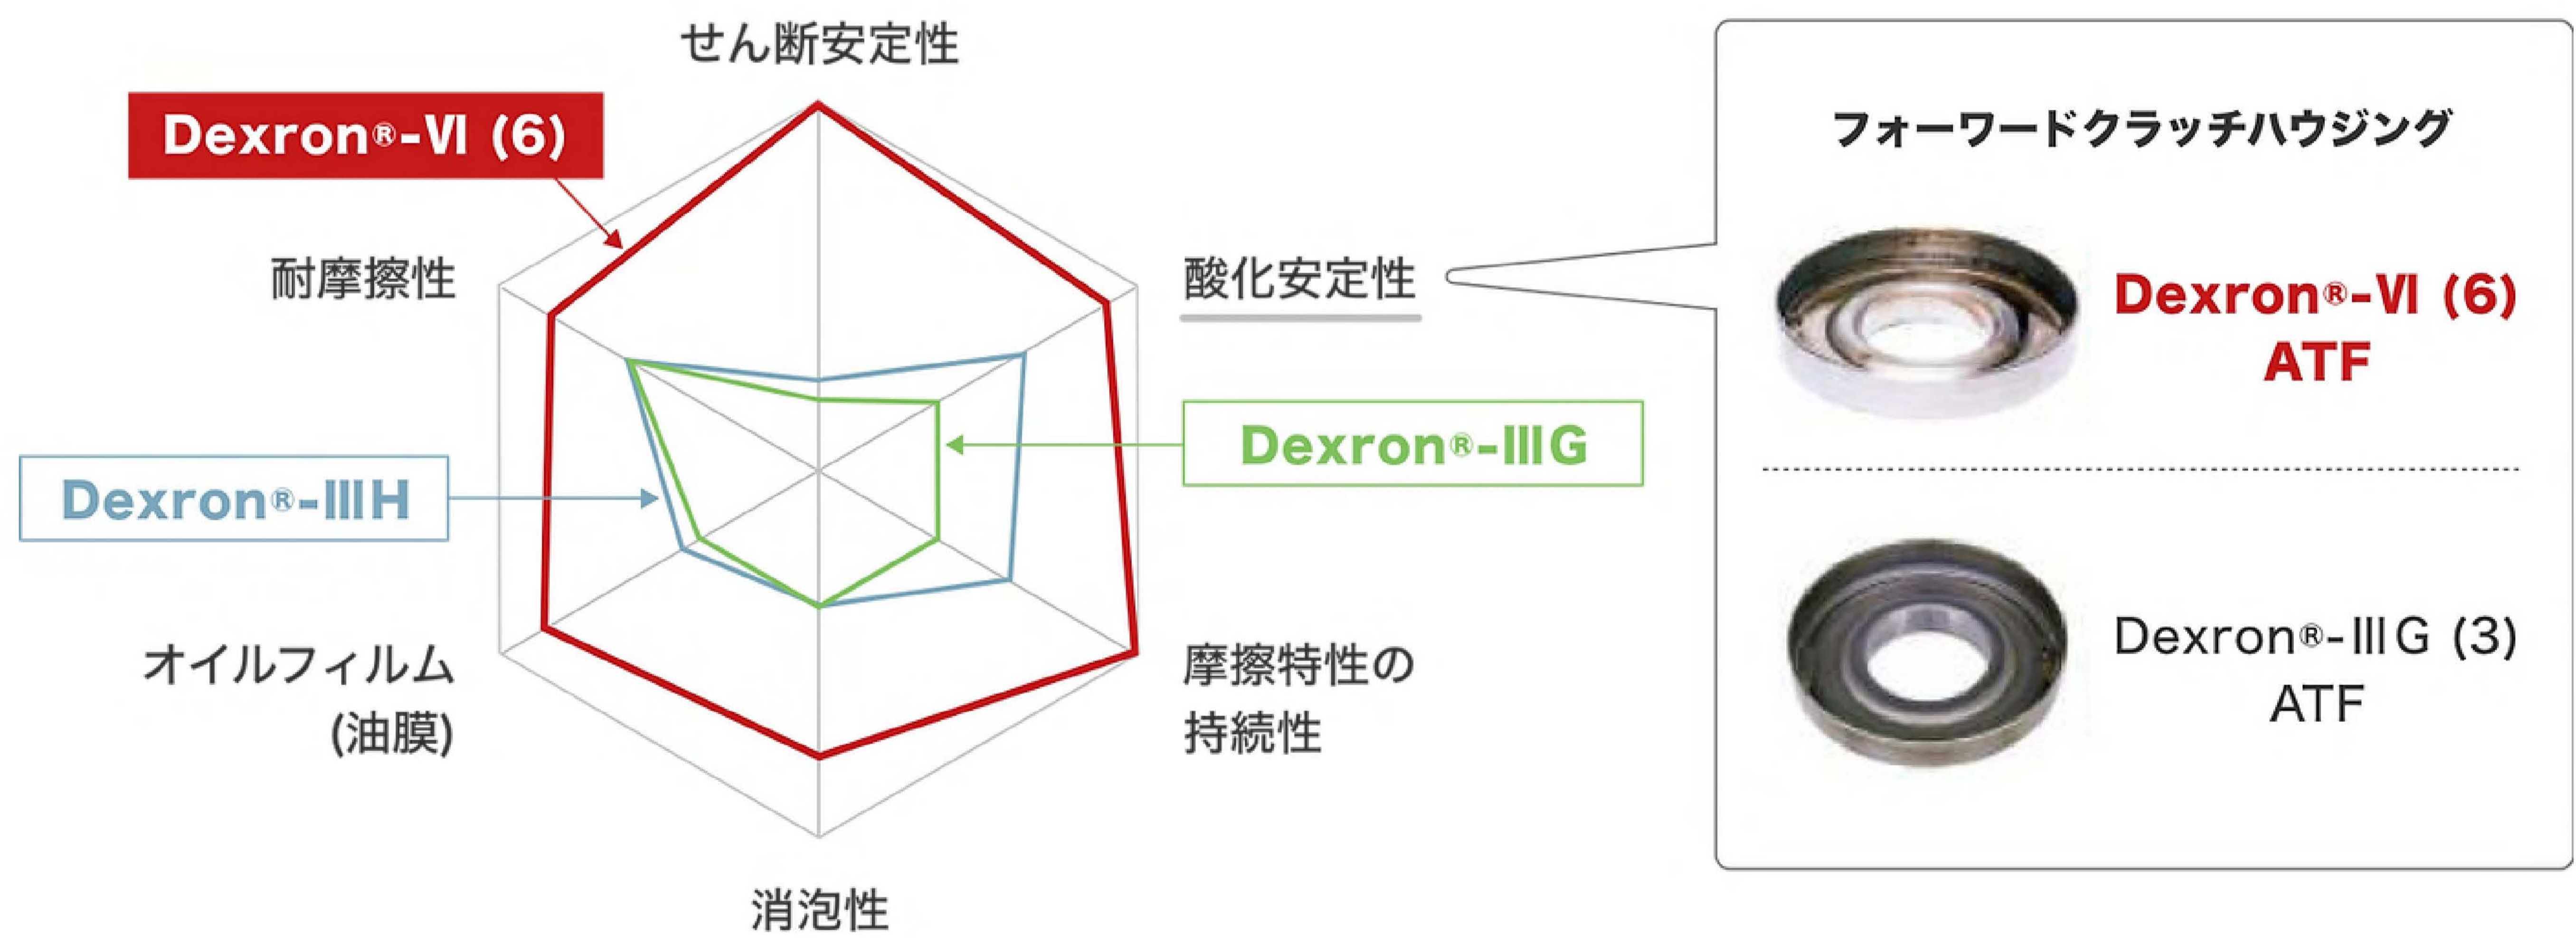 せん断安定性
Dexron®-Ⅵ (6)
耐摩擦性
酸化安定性
Dexron®-ⅢG
Dexron®-ⅢH
オイルフィルム
(油膜)
摩擦特性の
持続性
消泡性
フォーワードクラッチハウジング
Dexron®-Ⅵ (6)
ATF
Dexron®-ⅢG (3)
ATF